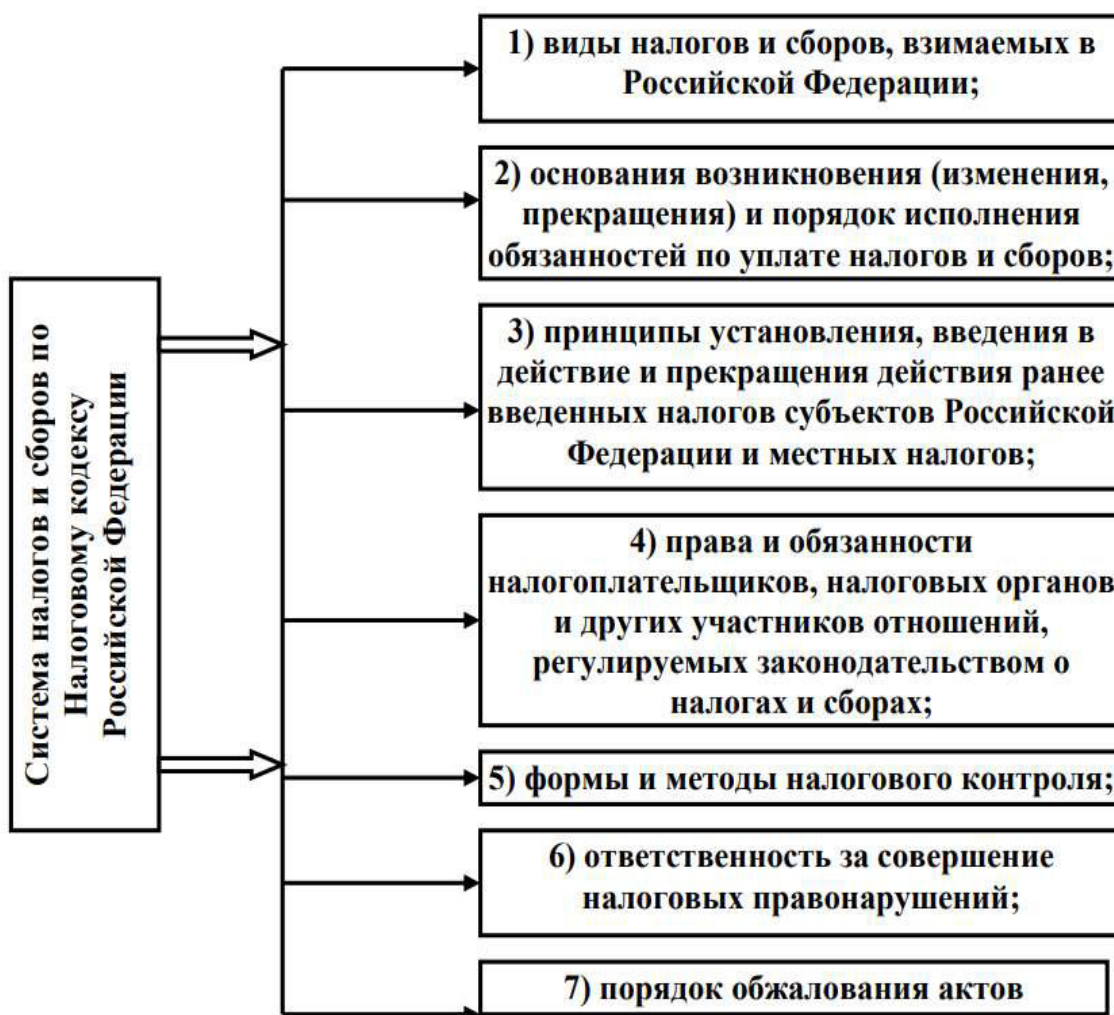 Система налогов и сборов по
Налоговому кодексу
Российской Федерации
1) виды налогов и сборов, взимаемых в
Российской Федерации;
2) основания возникновения (изменения,
прекращения) и порядок исполнения
обязанностей по уплате налогов и сборов;
3) принципы установления, введения в
действие и прекращения действия ранее
введенных налогов субъектов Российской
Федерации и местных налогов;
4) права и обязанности
налогоплательщиков, налоговых органов
и других участников отношений,
регулируемых законодательством о
налогах и сборах;
5) формы и методы налогового контроля;
6) ответственность за совершение
налоговых правонарушений;
7) порядок обжалования актов